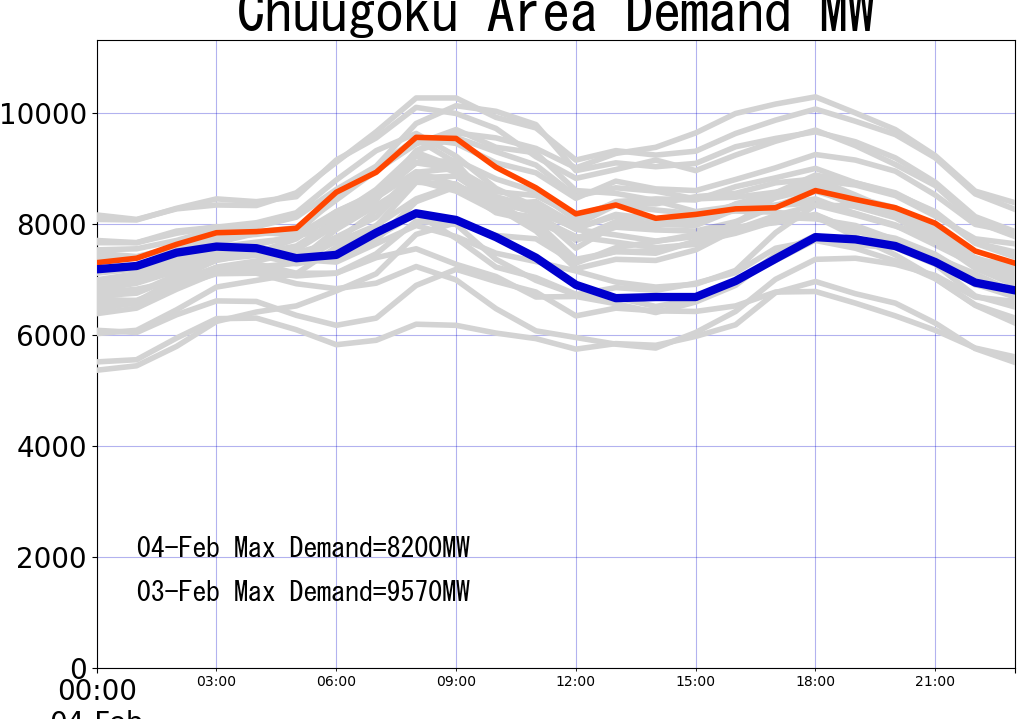 Chuugoku Area Demand MW
10000
8000
6000
4000
2000
0
04-Feb Max Demand=8200MW
03-Feb Max Demand=9570MW
00:00 03:00 06:00 09:00 12:00 15:00 18:00 21:00
04-Feb